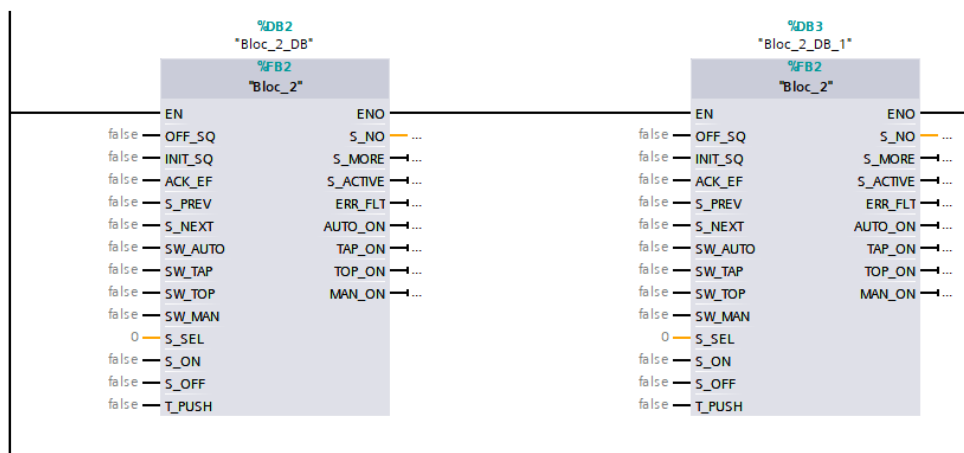 %DB2 %DB3
"Bloc_2_DB" "Bloc_2_DB_1"
%FB2 %FB2
"Bloc_2" "Bloc_2"
EN ENO EN ENO
false OFF_SQ S_NO ... false OFF_SQ S_NO ...
false INIT_SQ S_MORE ... false INIT_SQ S_MORE ...
false ACK_EF S_ACTIVE ... false ACK_EF S_ACTIVE ...
false S_PREV ERR_FLT ... false S_PREV ERR_FLT ...
false S_NEXT AUTO_ON ... false S_NEXT AUTO_ON ...
false SW_AUTO TAP_ON ... false SW_AUTO TAP_ON ...
false SW_TAP TOP_ON ... false SW_TAP TOP_ON ...
false SW_TOP MAN_ON ... false SW_TOP MAN_ON ...
false SW_MAN false SW_MAN
0 S_SEL 0 S_SEL
false S_ON false S_ON
false S_OFF false S_OFF
false T_PUSH false T_PUSH